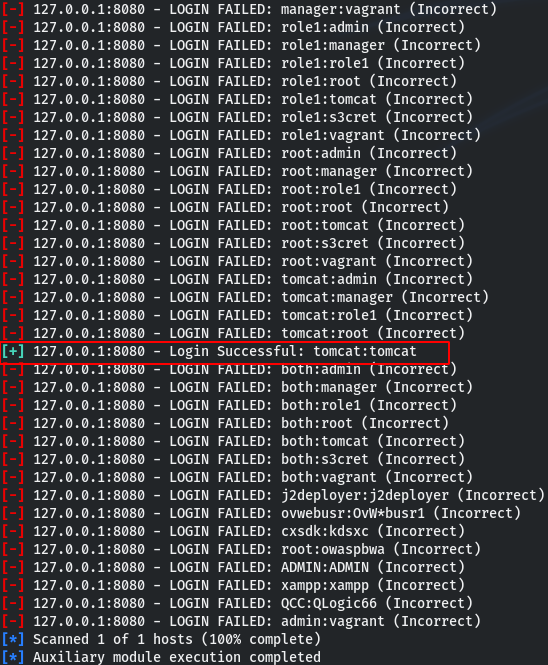 [-] 127.0.0.1:8080 - LOGIN FAILED: manager:vagrant (Incorrect)
[-] 127.0.0.1:8080 - LOGIN FAILED: role1:admin (Incorrect)
[-] 127.0.0.1:8080 - LOGIN FAILED: role1:manager (Incorrect)
[-] 127.0.0.1:8080 - LOGIN FAILED: role1:role1 (Incorrect)
[-] 127.0.0.1:8080 - LOGIN FAILED: role1:root (Incorrect)
[-] 127.0.0.1:8080 - LOGIN FAILED: role1:tomcat (Incorrect)
[-] 127.0.0.1:8080 - LOGIN FAILED: role1:s3cret (Incorrect)
[-] 127.0.0.1:8080 - LOGIN FAILED: role1:vagrant (Incorrect)
[-] 127.0.0.1:8080 - LOGIN FAILED: root:admin (Incorrect)
[-] 127.0.0.1:8080 - LOGIN FAILED: root:manager (Incorrect)
[-] 127.0.0.1:8080 - LOGIN FAILED: root:role1 (Incorrect)
[-] 127.0.0.1:8080 - LOGIN FAILED: root:root (Incorrect)
[-] 127.0.0.1:8080 - LOGIN FAILED: root:tomcat (Incorrect)
[-] 127.0.0.1:8080 - LOGIN FAILED: root:s3cret (Incorrect)
[-] 127.0.0.1:8080 - LOGIN FAILED: root:vagrant (Incorrect)
[-] 127.0.0.1:8080 - LOGIN FAILED: tomcat:admin (Incorrect)
[-] 127.0.0.1:8080 - LOGIN FAILED: tomcat:manager (Incorrect)
[-] 127.0.0.1:8080 - LOGIN FAILED: tomcat:role1 (Incorrect)
[-] 127.0.0.1:8080 - LOGIN FAILED: tomcat:root (Incorrect)
[+] 127.0.0.1:8080 - Login Successful: tomcat:tomcat
[-] 127.0.0.1:8080 - LOGIN FAILED: both:admin (Incorrect)
[-] 127.0.0.1:8080 - LOGIN FAILED: both:manager (Incorrect)
[-] 127.0.0.1:8080 - LOGIN FAILED: both:role1 (Incorrect)
[-] 127.0.0.1:8080 - LOGIN FAILED: both:root (Incorrect)
[-] 127.0.0.1:8080 - LOGIN FAILED: both:tomcat (Incorrect)
[-] 127.0.0.1:8080 - LOGIN FAILED: both:s3cret (Incorrect)
[-] 127.0.0.1:8080 - LOGIN FAILED: both:vagrant (Incorrect)
[-] 127.0.0.1:8080 - LOGIN FAILED: j2deployer:j2deployer (Incorrect)
[-] 127.0.0.1:8080 - LOGIN FAILED: ovwebusr:OvW*busr1 (Incorrect)
[-] 127.0.0.1:8080 - LOGIN FAILED: cxsdk:kdsxc (Incorrect)
[-] 127.0.0.1:8080 - LOGIN FAILED: root:owaspbwa (Incorrect)
[-] 127.0.0.1:8080 - LOGIN FAILED: ADMIN:ADMIN (Incorrect)
[-] 127.0.0.1:8080 - LOGIN FAILED: xampp:xampp (Incorrect)
[-] 127.0.0.1:8080 - LOGIN FAILED: QCC:QLogic66 (Incorrect)
[-] 127.0.0.1:8080 - LOGIN FAILED: admin:vagrant (Incorrect)
[*] Scanned 1 of 1 hosts (100% complete)
[*] Auxiliary module execution completed